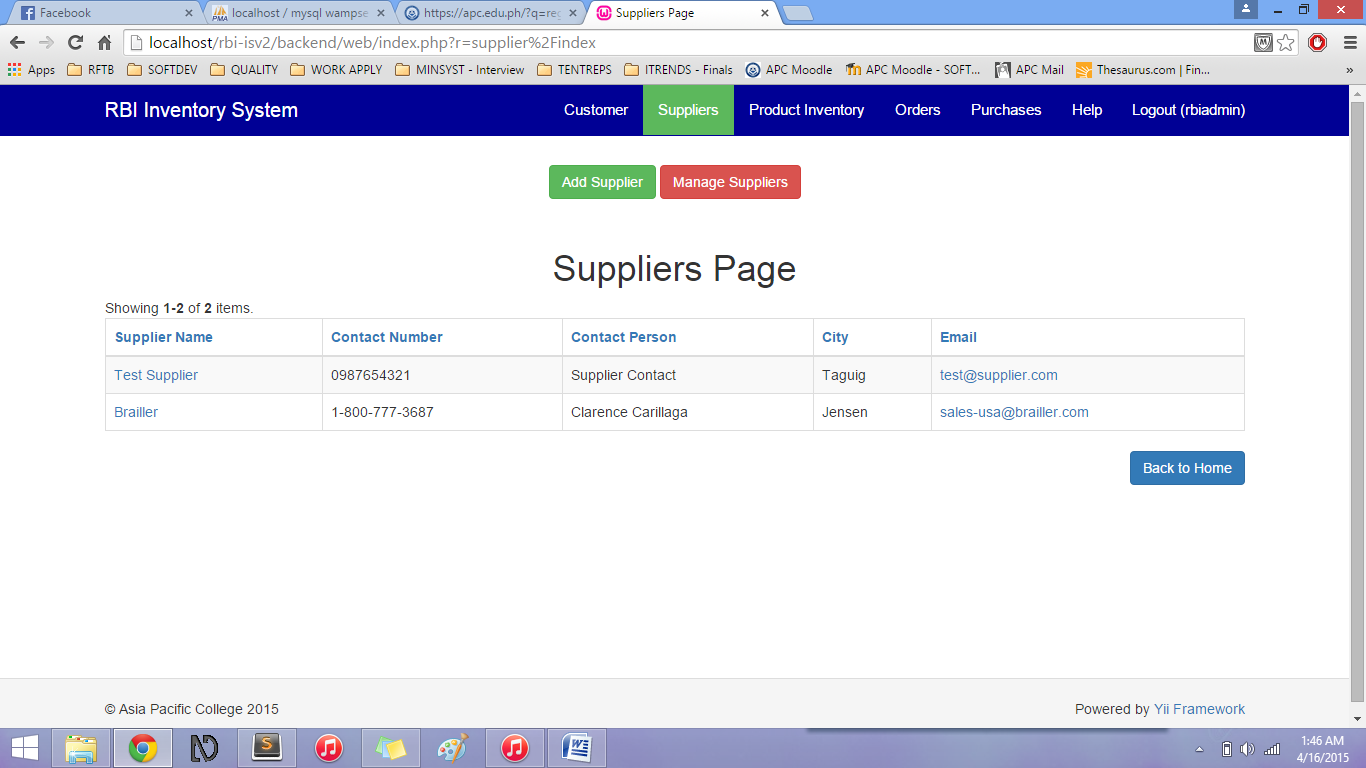 Facebook
localhost / mysql wampse
https://apc.edu.ph/?q=reg
Suppliers Page
localhost/rbi-isv2/backend/web/index.php?r=supplier%2Findex
Apps RFTB SOFTDEV QUALITY WORK APPLY MINSYST - Interview TENTREPS ITRENDS - Finals APC Moodle APC Moodle - SOFT... APC Mail Thesaurus.com | Fin... »
RBI Inventory System Customer Suppliers Product Inventory Orders Purchases Help Logout (rbiadmin)
Add Supplier Manage Suppliers
Suppliers Page
Showing 1-2 of 2 items.
Supplier Name Contact Number Contact Person City Email
Test Supplier 0987654321 Supplier Contact Taguig test@supplier.com
Brailler 1-800-777-3687 Clarence Carillaga Jensen sales-usa@brailler.com
Back to Home
© Asia Pacific College 2015 Powered by Yii Framework
1:46 AM
4/16/2015